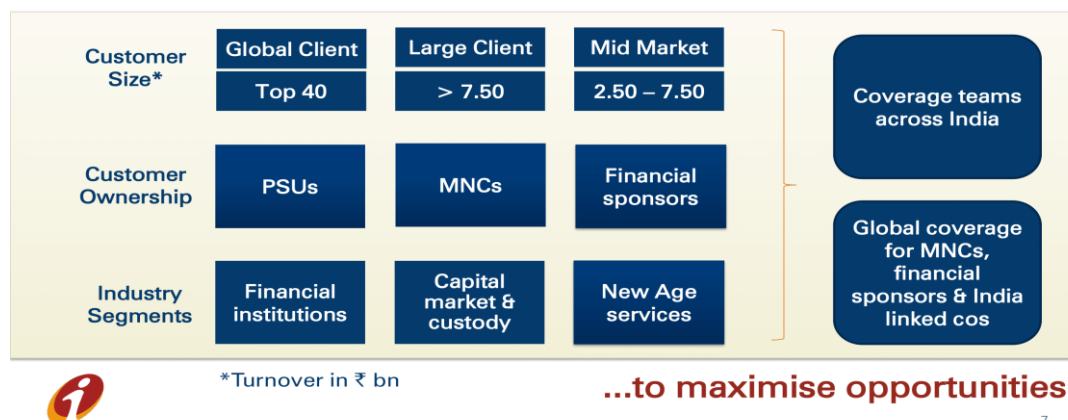 Customer
Size*
Global Client
Large Client
Mid Market
Top 40
> 7.50
2.50 – 7.50
Customer
Ownership
PSUs
MNCs
Financial
sponsors
Industry
Segments
Financial
institutions
Capital
market &
custody
New Age
services
Coverage teams
across India
Global coverage
for MNCs,
financial
sponsors & India
linked cos
*Turnover in ₹ bn
...to maximise opportunities
7